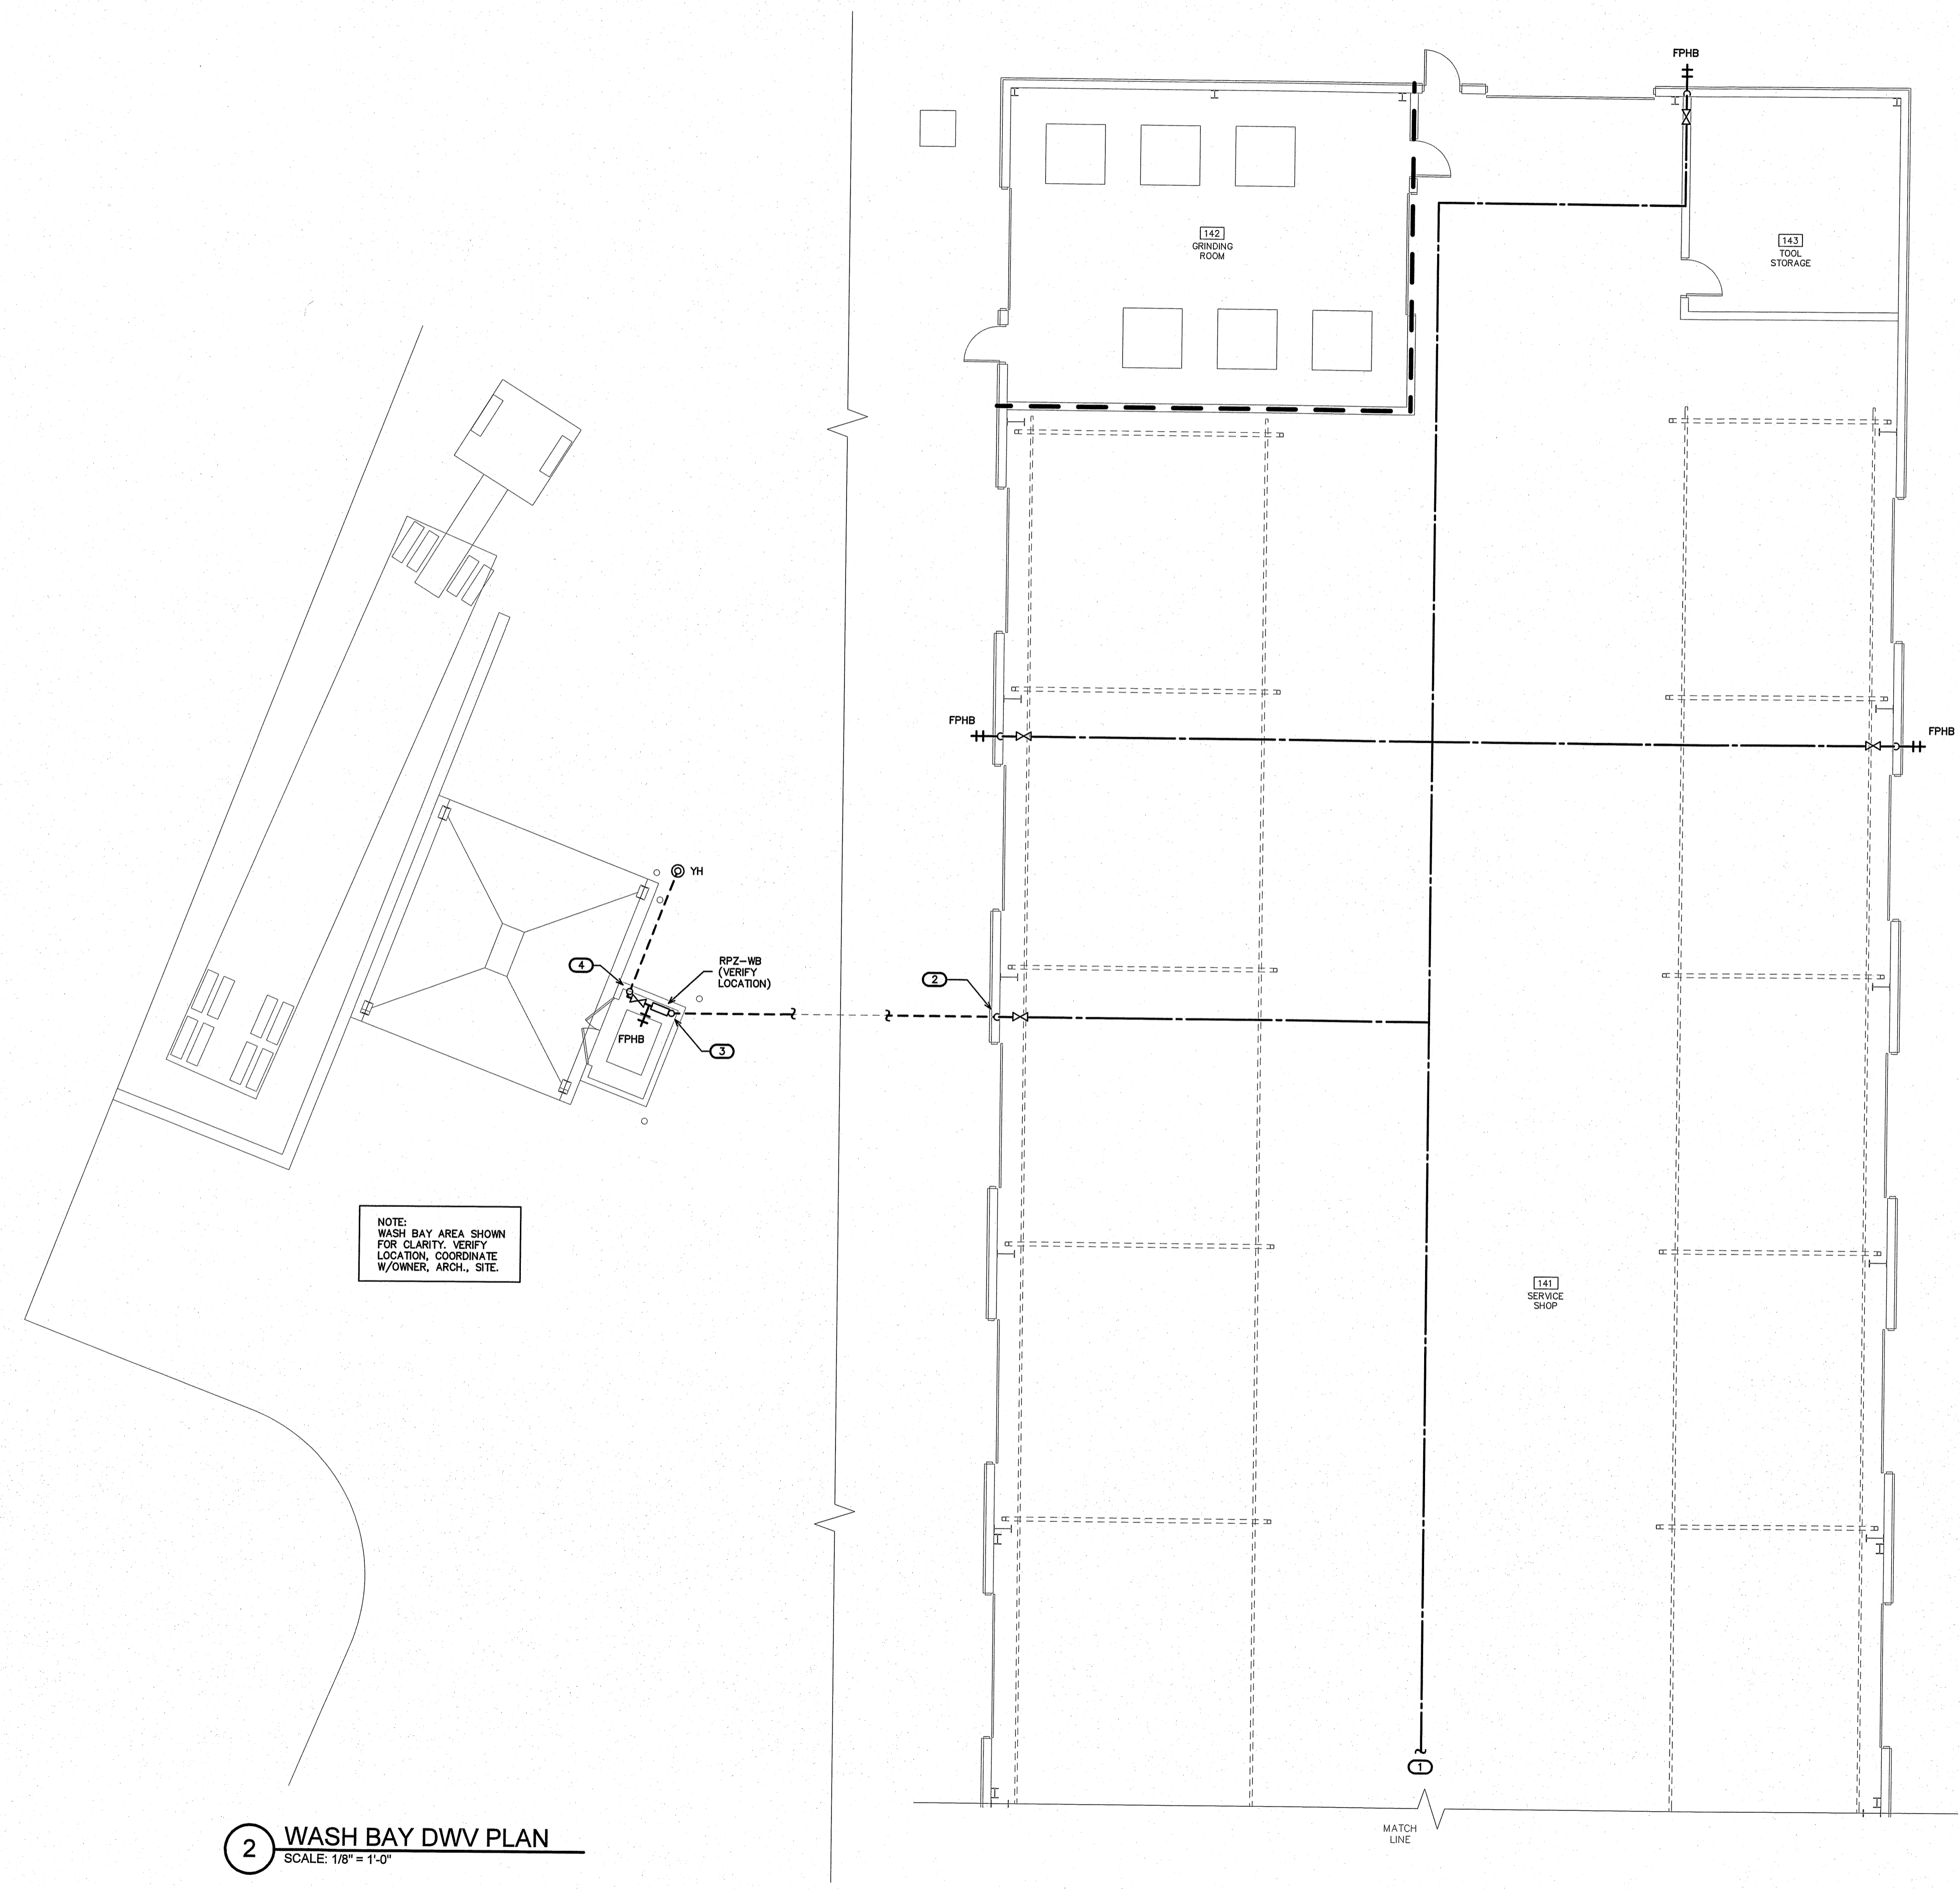 FPHB
142
GRINDING
ROOM
143
TOOL
STORAGE
FPHB
FPHB
YH
4
RPZ-WB
(VERIFY
LOCATION)
2
FPHB
3
NOTE:
WASH BAY AREA SHOWN
FOR CLARITY. VERIFY
LOCATION, COORDINATE
W/OWNER, ARCH., SITE.
141
SERVICE
SHOP
1
MATCH
LINE
2
WASH BAY DWV PLAN
SCALE: 1/8" = 1'-0"